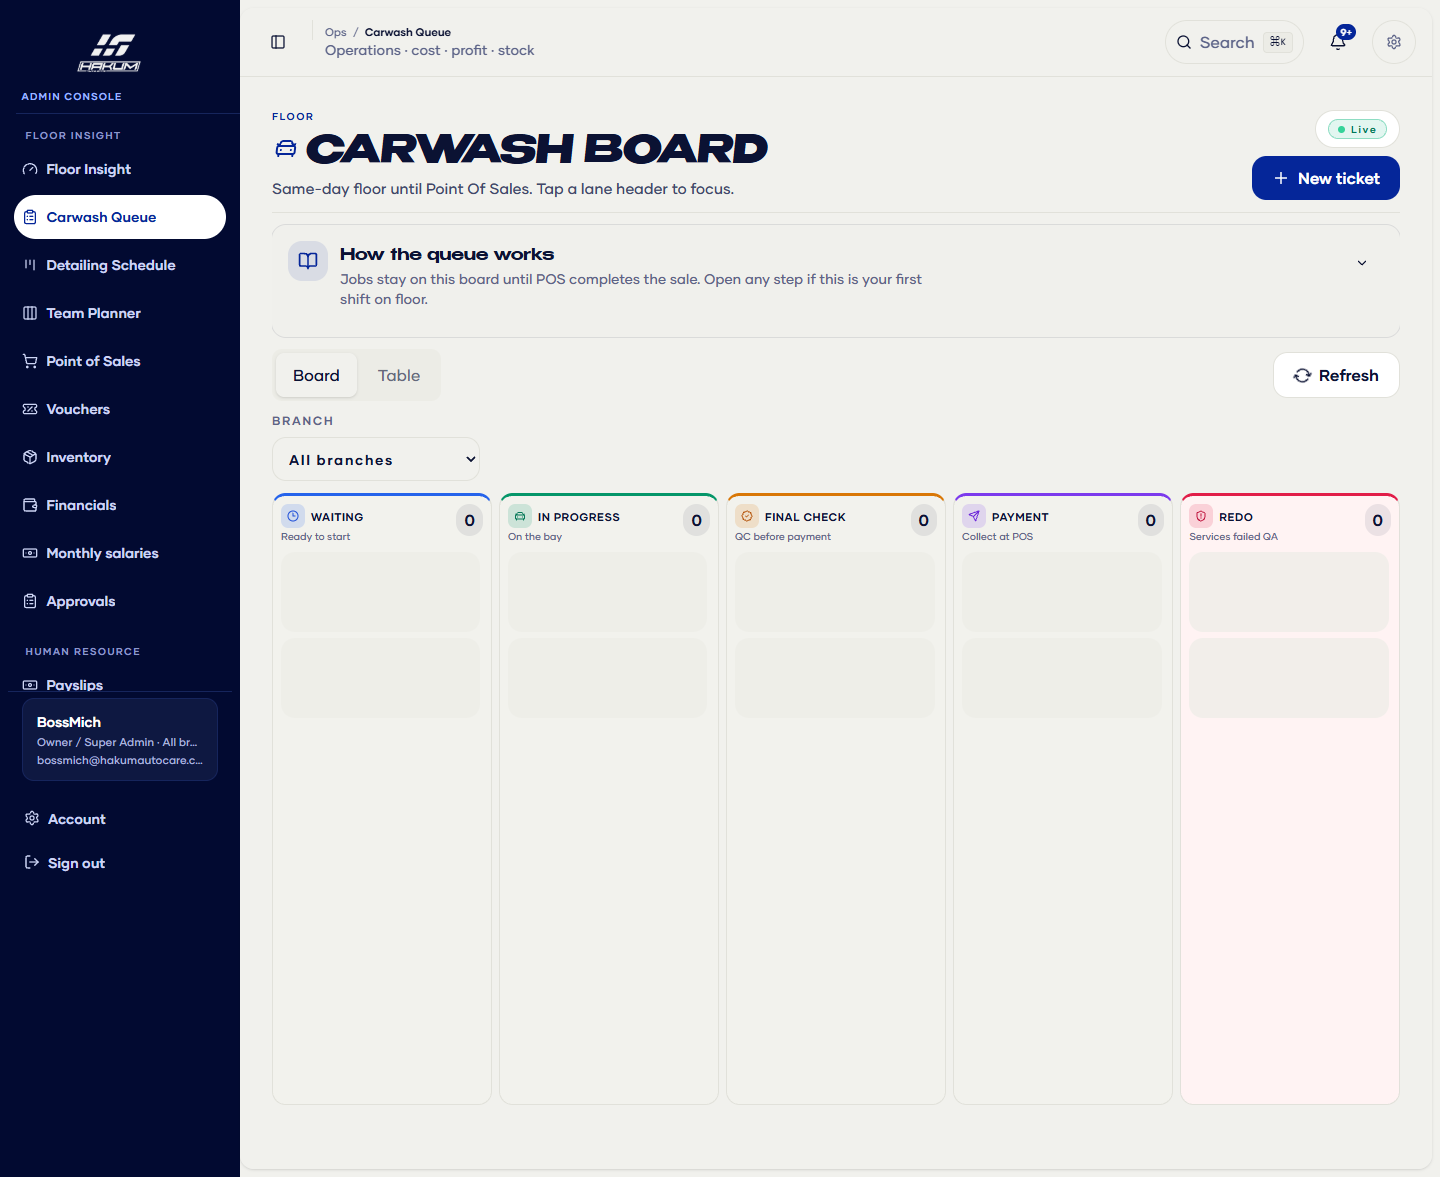 HAKUM
ADMIN CONSOLE
FLOOR INSIGHT
Floor Insight
Carwash Queue
Detailing Schedule
Team Planner
Point of Sales
Vouchers
Inventory
Financials
Monthly salaries
Approvals
HUMAN RESOURCE
Payslips
BossMich
Owner / Super Admin · All br...
bossmich@hakumautocare.c...
Account
Sign out
Ops / Carwash Queue
Operations · cost · profit · stock
Search ⌘K
9+
FLOOR
CARWASH BOARD
Same-day floor until Point Of Sales. Tap a lane header to focus.
Live
New ticket
How the queue works
Jobs stay on this board until POS completes the sale. Open any step if this is your first
shift on floor.
Board Table
Refresh
BRANCH
All branches
WAITING 0
Ready to start
IN PROGRESS 0
On the bay
FINAL CHECK 0
QC before payment
PAYMENT 0
Collect at POS
REDO 0
Services failed QA